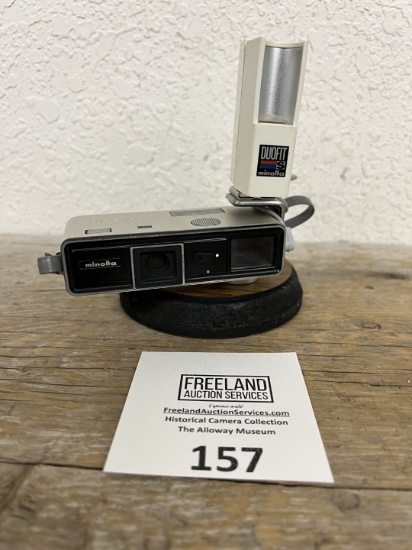 DUOFIT
S
minolta
minolta
FREELAND
AUCTION SERVICES
FreelandAuctionServices.com
Historical Camera Collection
The Alloway Museum
157